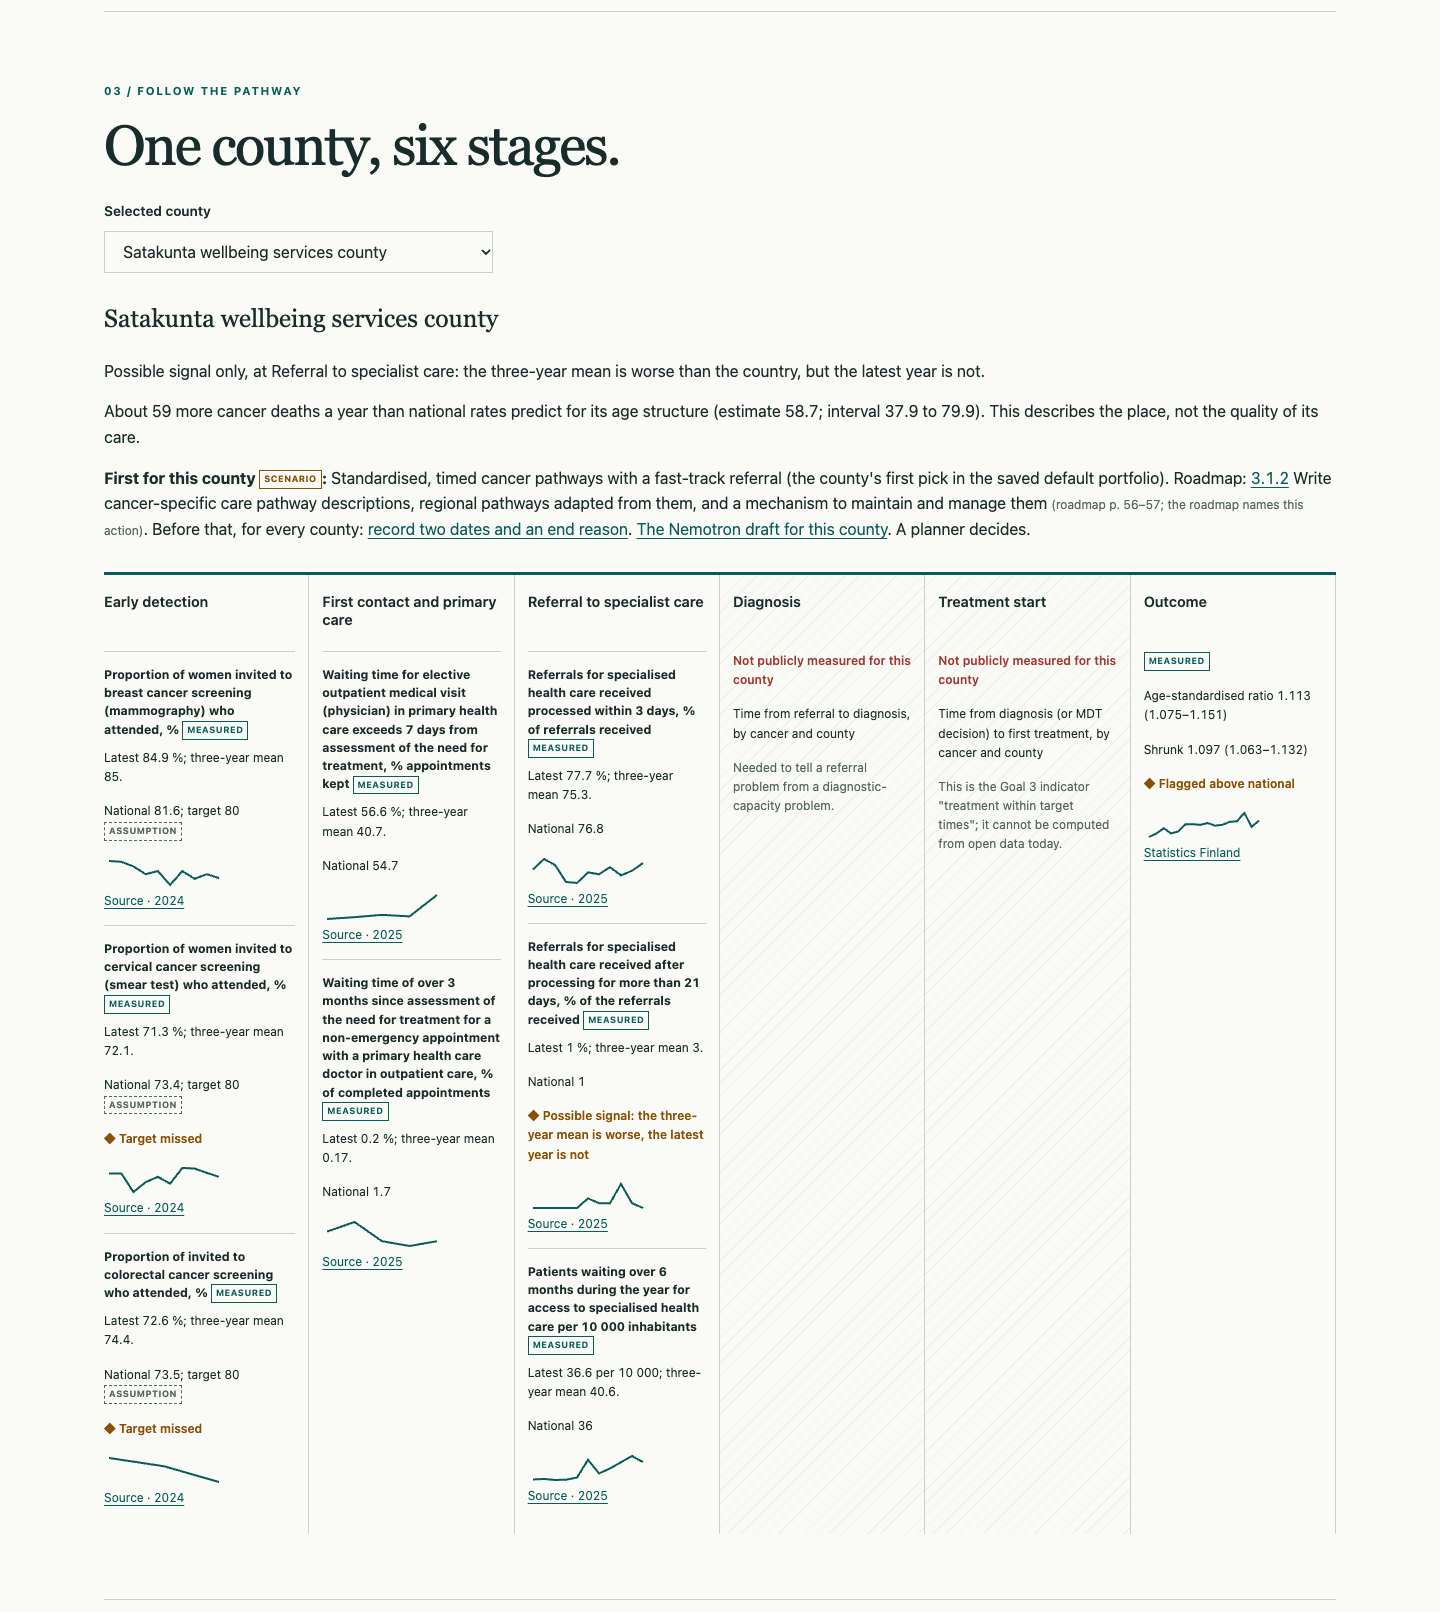 03 / FOLLOW THE PATHWAY
One county, six stages.
Selected county
Satakunta wellbeing services county
Satakunta wellbeing services county
Possible signal only, at Referral to specialist care: the three-year mean is worse than the country, but the latest year is not.
About 59 more cancer deaths a year than national rates predict for its age structure (estimate 58.7; interval 37.9 to 79.9). This describes the place, not the quality of its
care.
First for this county SCENARIO : Standardised, timed cancer pathways with a fast-track referral (the county's first pick in the saved default portfolio). Roadmap: 3.1.2 Write
cancer-specific care pathway descriptions, regional pathways adapted from them, and a mechanism to maintain and manage them (roadmap p. 56–57; the roadmap names this
action). Before that, for every county: record two dates and an end reason. The Nemotron draft for this county. A planner decides.
Early detection
Proportion of women invited to
breast cancer screening
(mammography) who
attended, % MEASURED
Latest 84.9 %; three-year mean
85.
National 81.6; target 80
ASSUMPTION
Source · 2024
Proportion of women invited to
cervical cancer screening
(smear test) who attended, %
MEASURED
Latest 71.3 %; three-year mean
72.1.
National 73.4; target 80
ASSUMPTION
◆ Target missed
Source · 2024
Proportion of invited to
colorectal cancer screening
who attended, % MEASURED
Latest 72.6 %; three-year mean
74.4.
National 73.5; target 80
ASSUMPTION
◆ Target missed
Source · 2024
First contact and primary
care
Waiting time for elective
outpatient medical visit
(physician) in primary health
care exceeds 7 days from
assessment of the need for
treatment, % appointments
kept MEASURED
Latest 56.6 %; three-year
mean 40.7.
National 54.7
Source · 2025
Waiting time of over 3
months since assessment of
the need for treatment for a
non-emergency appointment
with a primary health care
doctor in outpatient care, %
of completed appointments
MEASURED
Latest 0.2 %; three-year mean
0.17.
National 1.7
Source · 2025
Referral to specialist care
Referrals for specialised
health care received
processed within 3 days, %
of referrals received
MEASURED
Latest 77.7 %; three-year
mean 75.3.
National 76.8
Source · 2025
Referrals for specialised
health care received after
processing for more than 21
days, % of the referrals
received MEASURED
Latest 1 %; three-year mean 3.
National 1
◆ Possible signal: the three-
year mean is worse, the latest
year is not
Source · 2025
Patients waiting over 6
months during the year for
access to specialised health
care per 10 000 inhabitants
MEASURED
Latest 36.6 per 10 000; three-
year mean 40.6.
National 36
Source · 2025
Diagnosis
Not publicly measured for this
county
Time from referral to diagnosis,
by cancer and county
Needed to tell a referral
problem from a diagnostic-
capacity problem.
Treatment start
Not publicly measured for this
county
Time from diagnosis (or MDT
decision) to first treatment, by
cancer and county
This is the Goal 3 indicator
"treatment within target
times"; it cannot be computed
from open data today.
Outcome
MEASURED
Age-standardised ratio 1.113
(1.075–1.151)
Shrunk 1.097 (1.063–1.132)
◆ Flagged above national
Statistics Finland